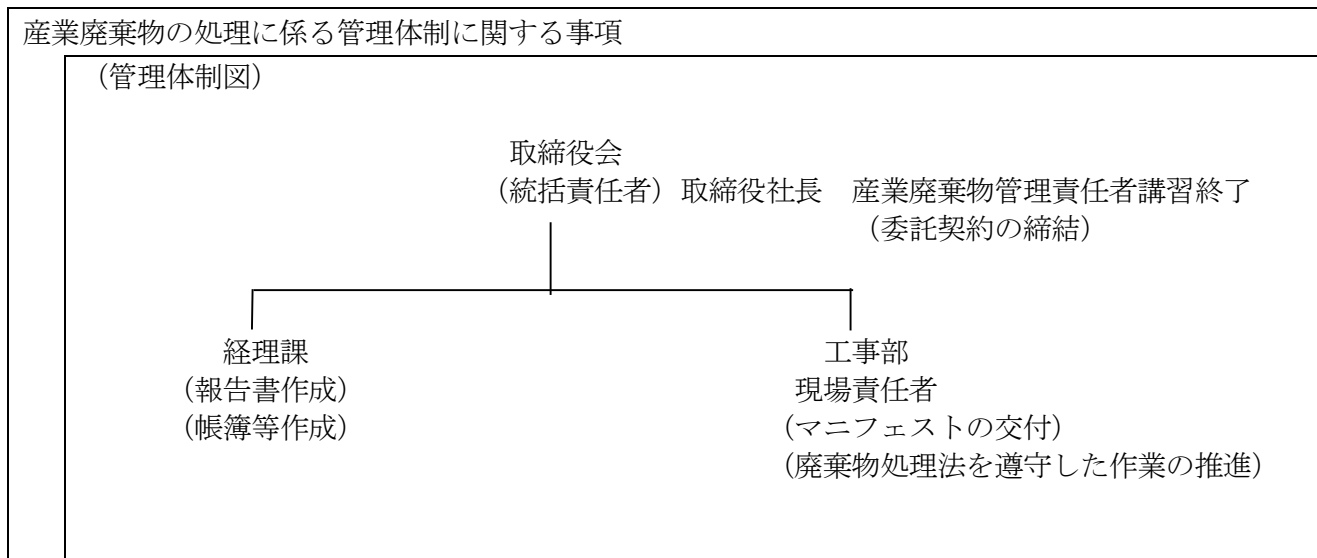 産業廃棄物の処理に係る管理体制に関する事項
（管理体制図）
取締役会
（統括責任者）取締役社長　産業廃棄物管理責任者講習終了
（委託契約の締結）
経理課
（報告書作成）
（帳簿等作成）
工事部
現場責任者
（マニフェストの交付）
（廃棄物処理法を遵守した作業の推進）